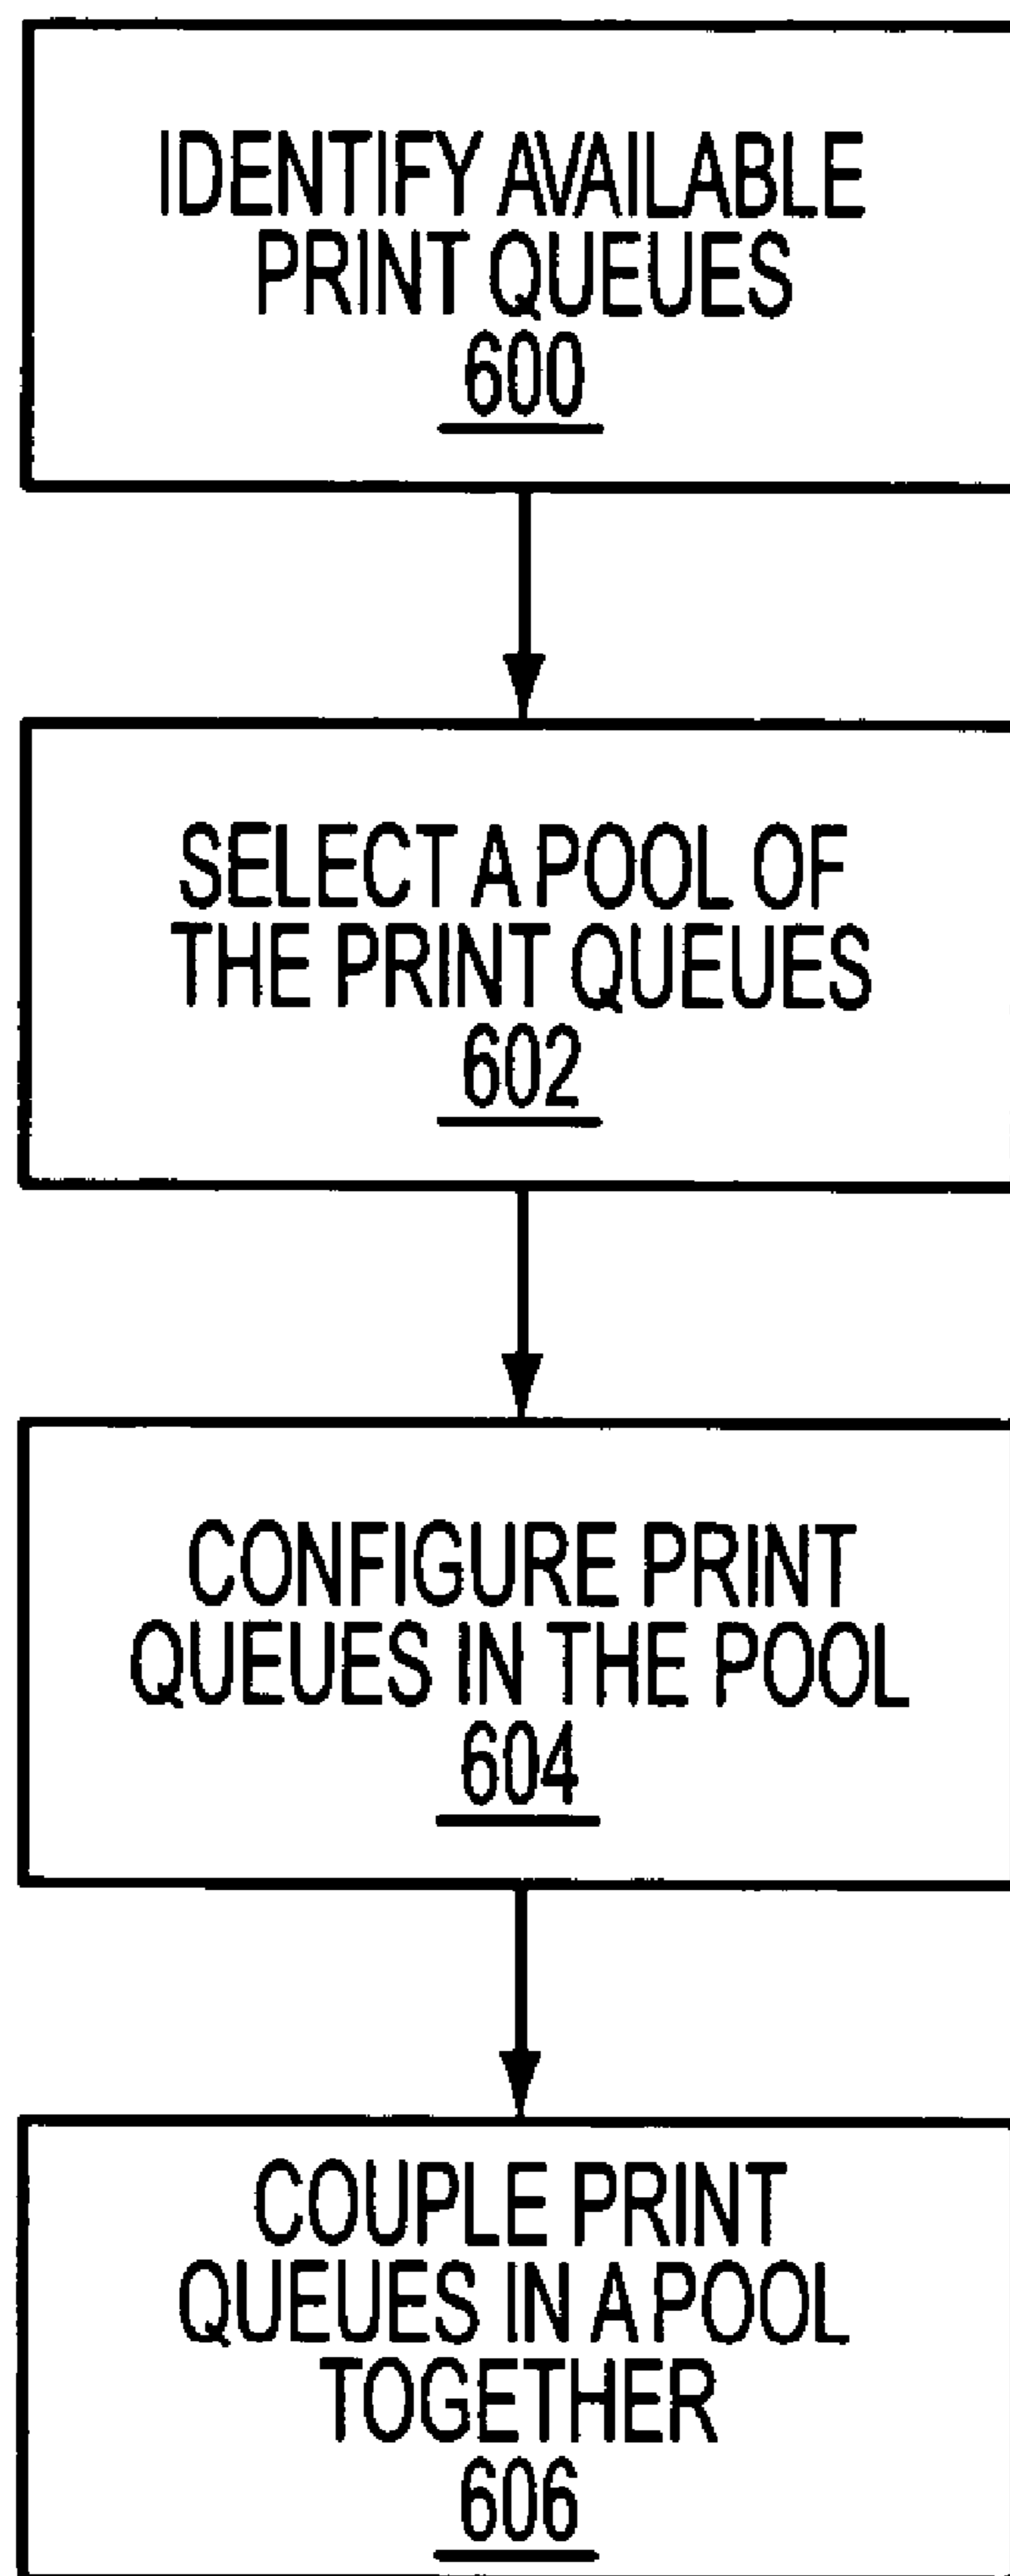 IDENTIFY AVAILABLE
PRINT QUEUES
600
SELECT A POOL OF
THE PRINT QUEUES
602
CONFIGURE PRINT
QUEUES IN THE POOL
604
COUPLE PRINT
QUEUES IN A POOL
TOGETHER
606